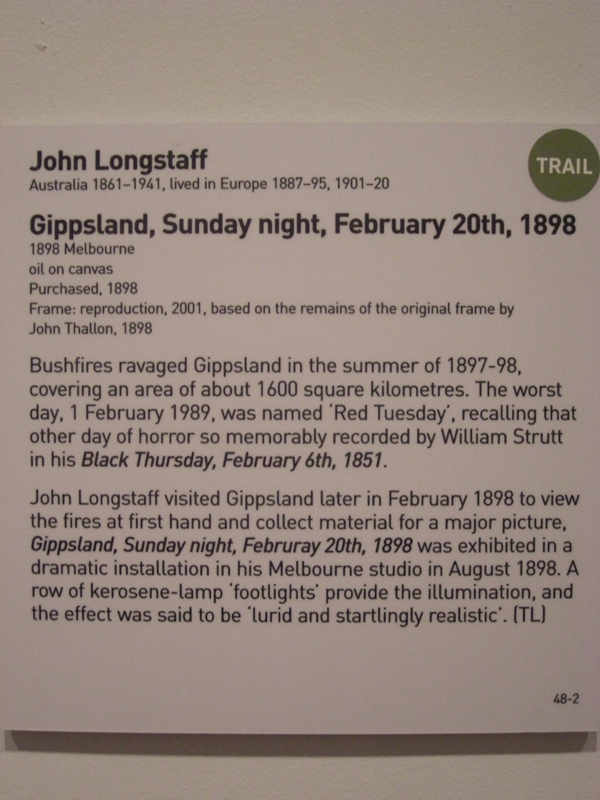 John Longstaff
TRAIL
Australia 1861–1941, lived in Europe 1887–95, 1901–20
Gippsland, Sunday night, February 20th, 1898
1898 Melbourne
oil on canvas
Purchased, 1898
Frame: reproduction, 2001, based on the remains of the original frame by
John Thallon, 1898
Bushfires ravaged Gippsland in the summer of 1897-98,
covering an area of about 1600 square kilometres. The worst
day, 1 February 1989, was named 'Red Tuesday', recalling that
other day of horror so memorably recorded by William Strutt
in his Black Thursday, February 6th, 1851.
John Longstaff visited Gippsland later in February 1898 to view
the fires at first hand and collect material for a major picture,
Gippsland, Sunday night, Februray 20th, 1898 was exhibited in a
dramatic installation in his Melbourne studio in August 1898. A
row of kerosene-lamp 'footlights' provide the illumination, and
the effect was said to be 'lurid and startlingly realistic'. (TL)
48-2